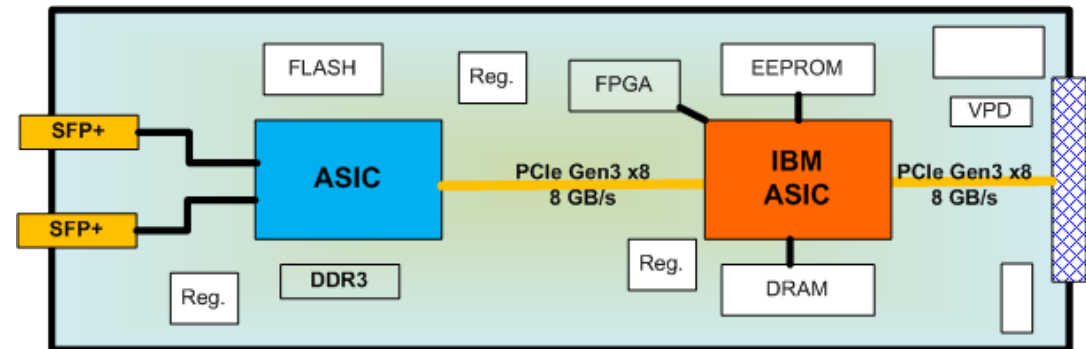 FLASH
Reg.
FPGA
EEPROM
VPD
SFP+
ASIC
PCIe Gen3 x8
8 GB/s
IBM
ASIC
PCIe Gen3 x8
8 GB/s
SFP+
Reg.
DDR3
Reg.
DRAM